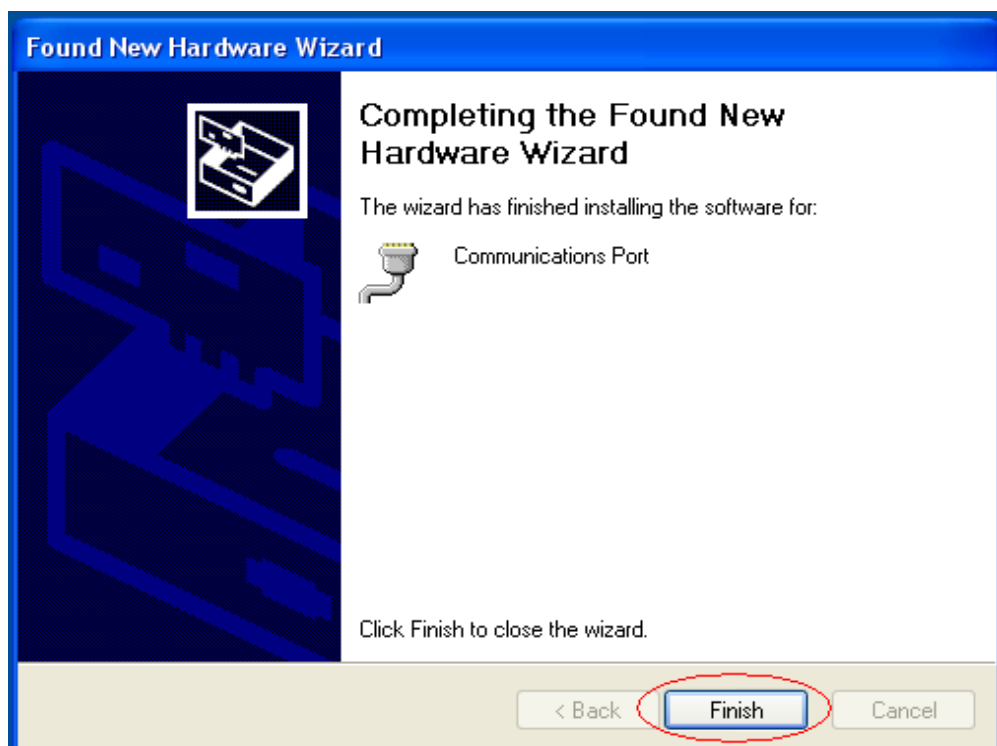 Found New Hardware Wizard
Completing the Found New
Hardware Wizard
The wizard has finished installing the software for:
Communications Port
Click Finish to close the wizard.
< Back
Finish
Cancel